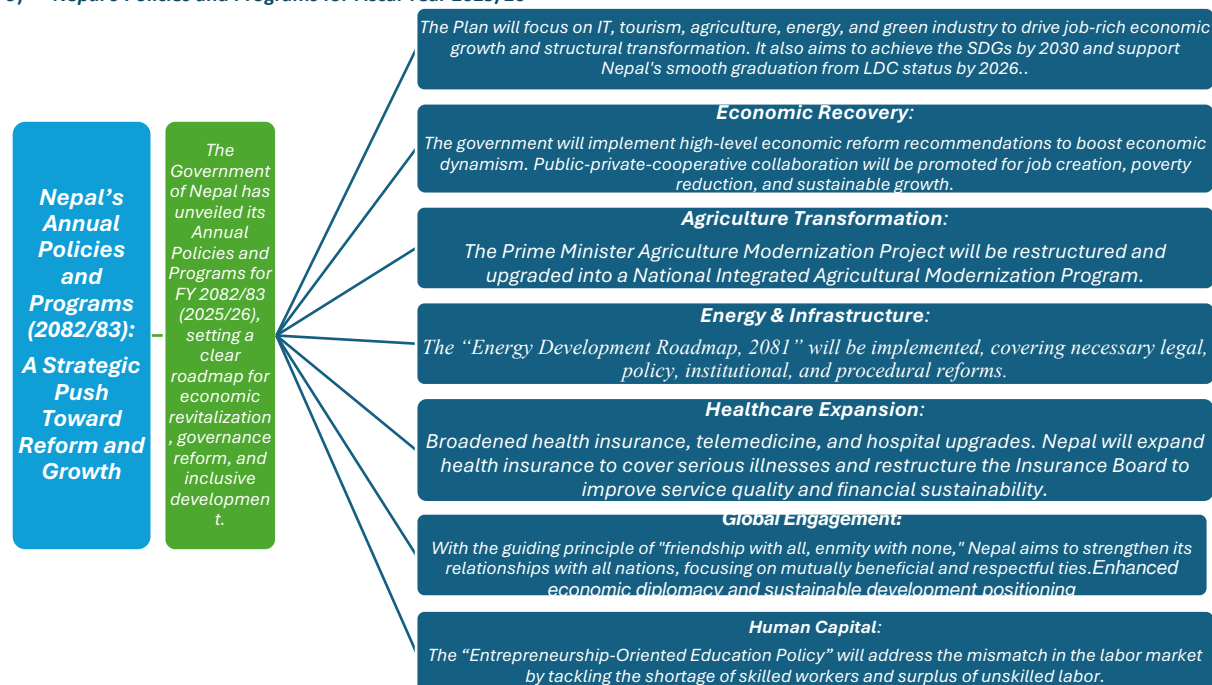 Nepal's Policies and Programs for Fiscal Year 2025/26
Nepal's
Annual
Policies
and
Programs
(2082/83):
A Strategic
Push
Toward
Reform and
Growth
The
Government
of Nepal has
unveiled its
Annual
Policies and
Programs for
FY 2082/83
(2025/26),
setting a
clear
roadmap for
economic
revitalization
, governance
reform, and
inclusive
developmen
t.
The Plan will focus on IT, tourism, agriculture, energy, and green industry to drive job-rich economic
growth and structural transformation. It also aims to achieve the SDGs by 2030 and support
Nepal's smooth graduation from LDC status by 2026..
Economic Recovery:
The government will implement high-level economic reform recommendations to boost economic
dynamism. Public-private-cooperative collaboration will be promoted for job creation, poverty
reduction, and sustainable growth.
Agriculture Transformation:
The Prime Minister Agriculture Modernization Project will be restructured and
upgraded into a National Integrated Agricultural Modernization Program.
Energy & Infrastructure:
The “Energy Development Roadmap, 2081” will be implemented, covering necessary legal,
policy, institutional, and procedural reforms.
Healthcare Expansion:
Broadened health insurance, telemedicine, and hospital upgrades. Nepal will expand
health insurance to cover serious illnesses and restructure the Insurance Board to
improve service quality and financial sustainability.
Global Engagement:
With the guiding principle of "friendship with all, enmity with none," Nepal aims to strengthen its
relationships with all nations, focusing on mutually beneficial and respectful ties.Enhanced
economic diplomacy and sustainable development positioning
Human Capital:
The “Entrepreneurship-Oriented Education Policy” will address the mismatch in the labor market
by tackling the shortage of skilled workers and surplus of unskilled labor.